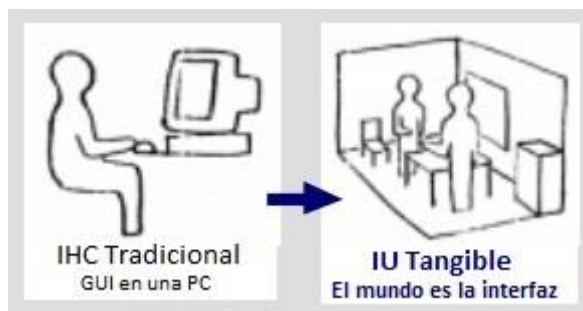 IHC Tradicional
GUI en una PC
IU Tangible
El mundo es la interfaz